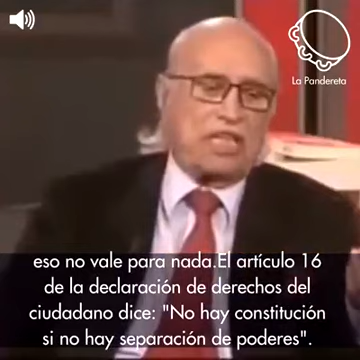 La Pandereta
eso no vale para nada.El artículo 16
de la declaración de derechos del
ciudadano dice: "No hay constitución
si no hay separación de poderes".